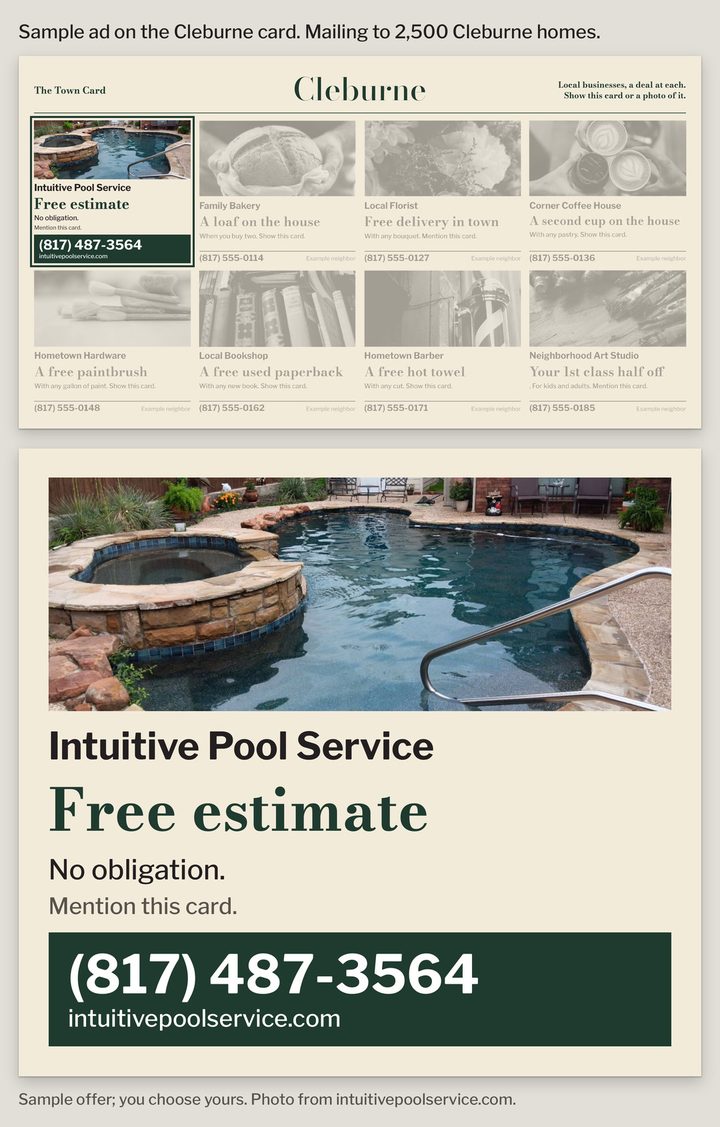 Sample ad on the Cleburne card. Mailing to 2,500 Cleburne homes.
The Town Card
Cleburne
Local businesses, a deal at each.
Show this card or a photo of it.
Intuitive Pool Service
Free estimate
No obligation.
Mention this card.
(817) 487-3564
intuitivepoolservice.com
Family Bakery
A loaf on the house
When you buy two. Show this card.
(817) 555-0114
Example neighbor
Local Florist
Free delivery in town
With any bouquet. Mention this card.
(817) 555-0127
Example neighbor
Corner Coffee House
A second cup on the house
With any pastry. Show this card.
(817) 555-0136
Example neighbor
Hometown Hardware
A free paintbrush
With any gallon of paint. Show this card.
(817) 555-0148
Example neighbor
Local Bookshop
A free used paperback
With any new book. Show this card.
(817) 555-0162
Example neighbor
Hometown Barber
A free hot towel
With any cut. Show this card.
(817) 555-0171
Example neighbor
Neighborhood Art Studio
Your 1st class half off
For kids and adults. Mention this card.
(817) 555-0185
Example neighbor
Intuitive Pool Service
Free estimate
No obligation.
Mention this card.
(817) 487-3564
intuitivepoolservice.com
Sample offer; you choose yours. Photo from intuitivepoolservice.com.